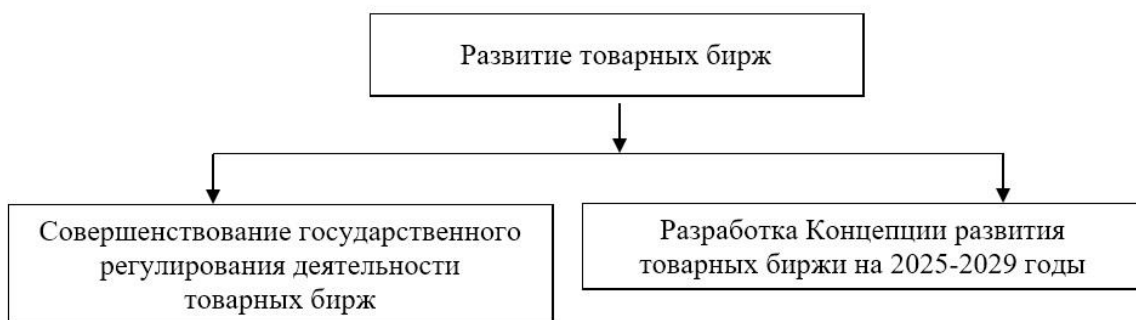 Развитие товарных бирж
Совершенствование государственного
регулирования деятельности
товарных бирж
Разработка Концепции развития
товарных биржи на 2025-2029 годы